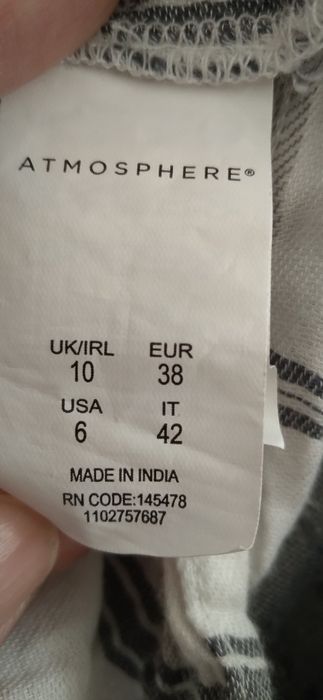 ATMOSPHERE®
UK/IRL EUR
10 38
USA IT
6 42
MADE IN INDIA
RN CODE:145478
1102757687